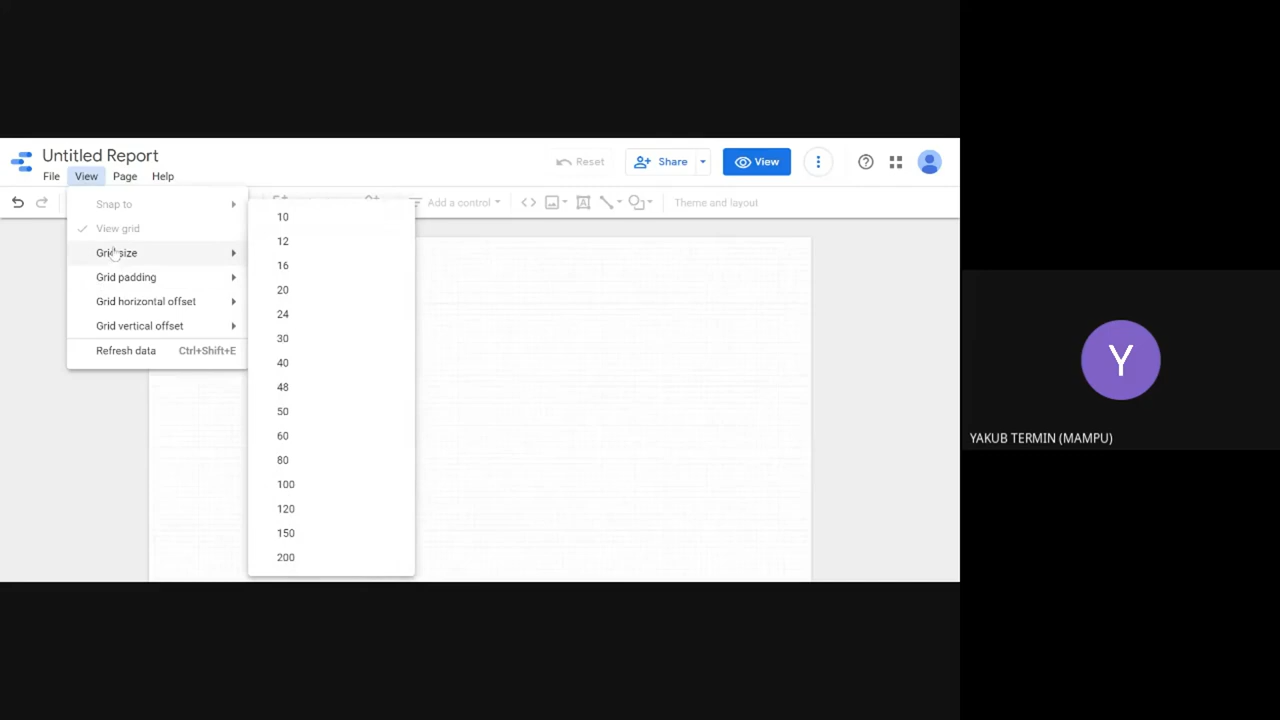 Untitled Report
File View Page Help
Reset
Share
View
Add a control
Theme and layout
Snap to
View grid
Grid size
Grid padding
Grid horizontal offset
Grid vertical offset
Refresh data Ctrl+Shift+E
10
12
16
20
24
30
40
48
50
60
80
100
120
150
200
Y
YAKUB TERMIN (MAMPU)